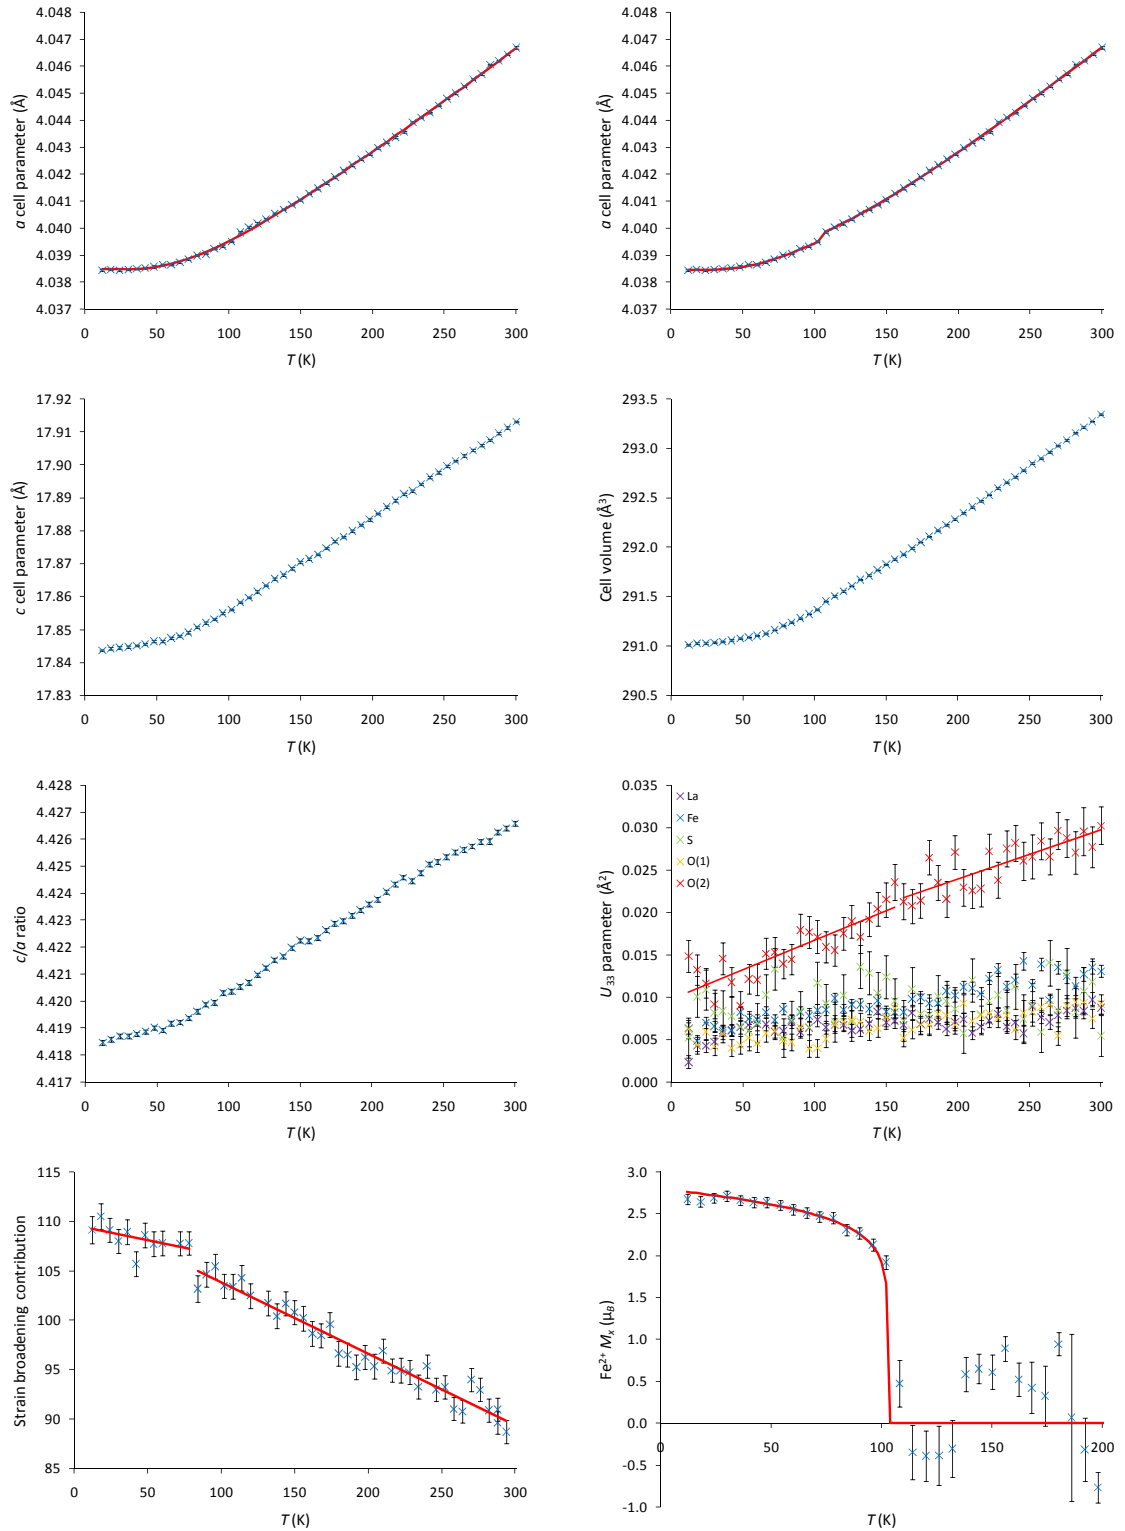 4.048
4.047
4.046
4.045
4.044
4.043
4.042
4.041
4.040
4.039
4.038
4.037
a cell parameter (Å)
0 50 100 150 200 250 300
T (K)
4.048
4.047
4.046
4.045
4.044
4.043
4.042
4.041
4.040
4.039
4.038
4.037
a cell parameter (Å)
0 50 100 150 200 250 300
T (K)
17.92
17.91
17.90
17.89
17.88
17.87
17.86
17.85
17.84
17.83
c cell parameter (Å)
0 50 100 150 200 250 300
T (K)
293.5
293.0
292.5
292.0
291.5
291.0
290.5
Cell volume (Å³)
0 50 100 150 200 250 300
T (K)
4.428
4.427
4.426
4.425
4.424
4.423
4.422
4.421
4.420
4.419
4.418
4.417
c/a ratio
0 50 100 150 200 250 300
T (K)
0.035
0.030
0.025
0.020
0.015
0.010
0.005
0.000
U₃₃ parameter (Å²)
La
Fe
S
O(1)
O(2)
0 50 100 150 200 250 300
T (K)
115
110
105
100
95
90
85
Strain broadening contribution
0 50 100 150 200 250 300
T (K)
3.0
2.5
2.0
1.5
1.0
0.5
0.0
-0.5
-1.0
Fe²⁺ Mₓ (μ_B)
0 50 100 150 200
T (K)